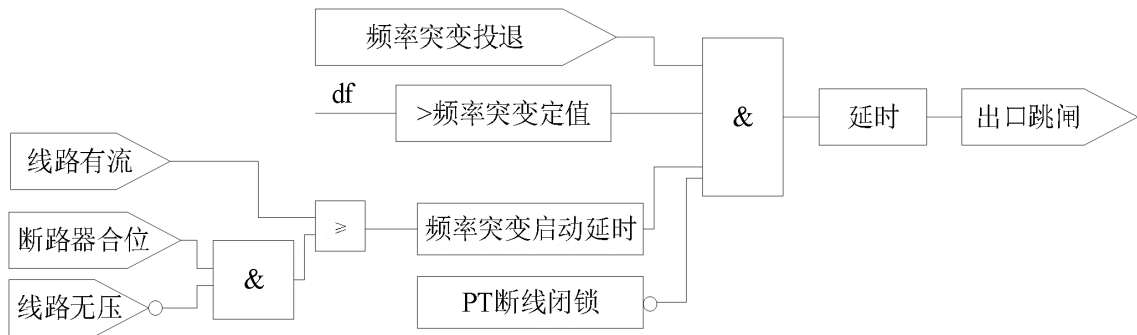 频率突变投退
df
>频率突变定值
&
延时
出口跳闸
线路有流
≥
频率突变启动延时
断路器合位
&
线路无压
PT断线闭锁